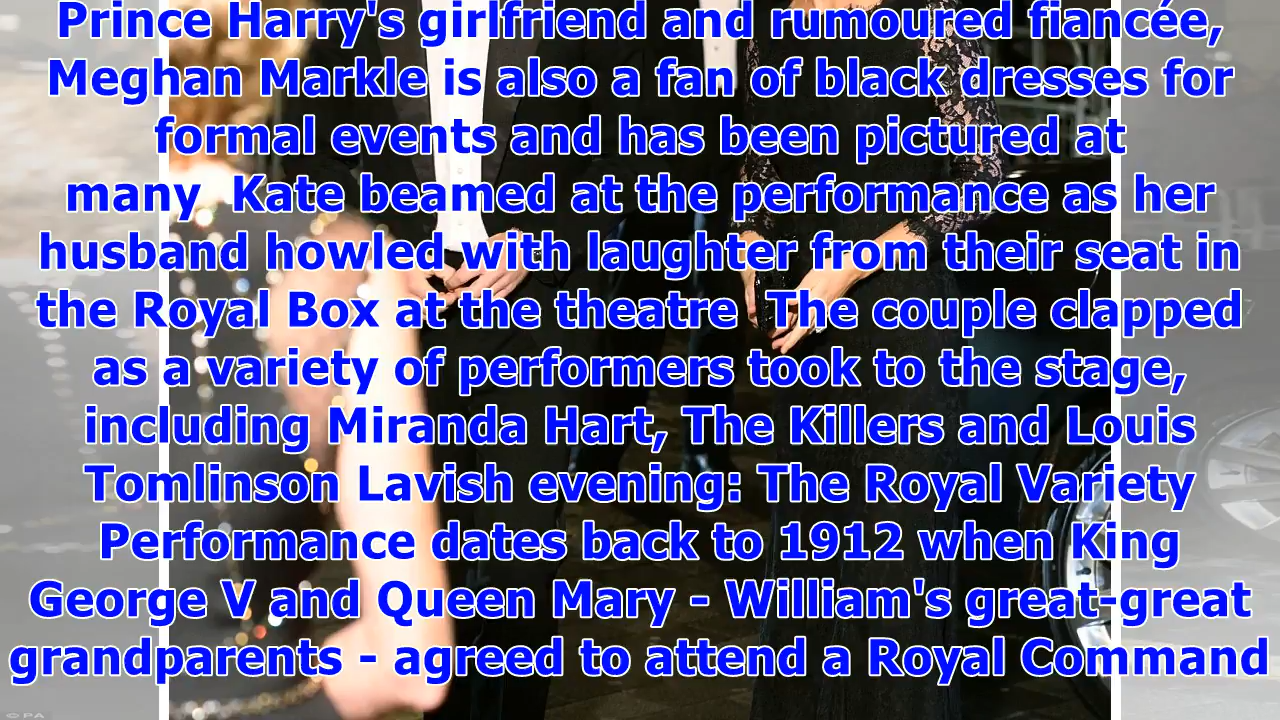 Prince Harry's girlfriend and rumoured fiancée,
Meghan Markle is also a fan of black dresses for
formal events and has been pictured at
many  Kate beamed at the performance as her
husband howled with laughter from their seat in
the Royal Box at the theatre  The couple clapped
as a variety of performers took to the stage,
including Miranda Hart, The Killers and Louis
Tomlinson Lavish evening: The Royal Variety
Performance dates back to 1912 when King
George V and Queen Mary - William's great-great
grandparents - agreed to attend a Royal Command
© PA